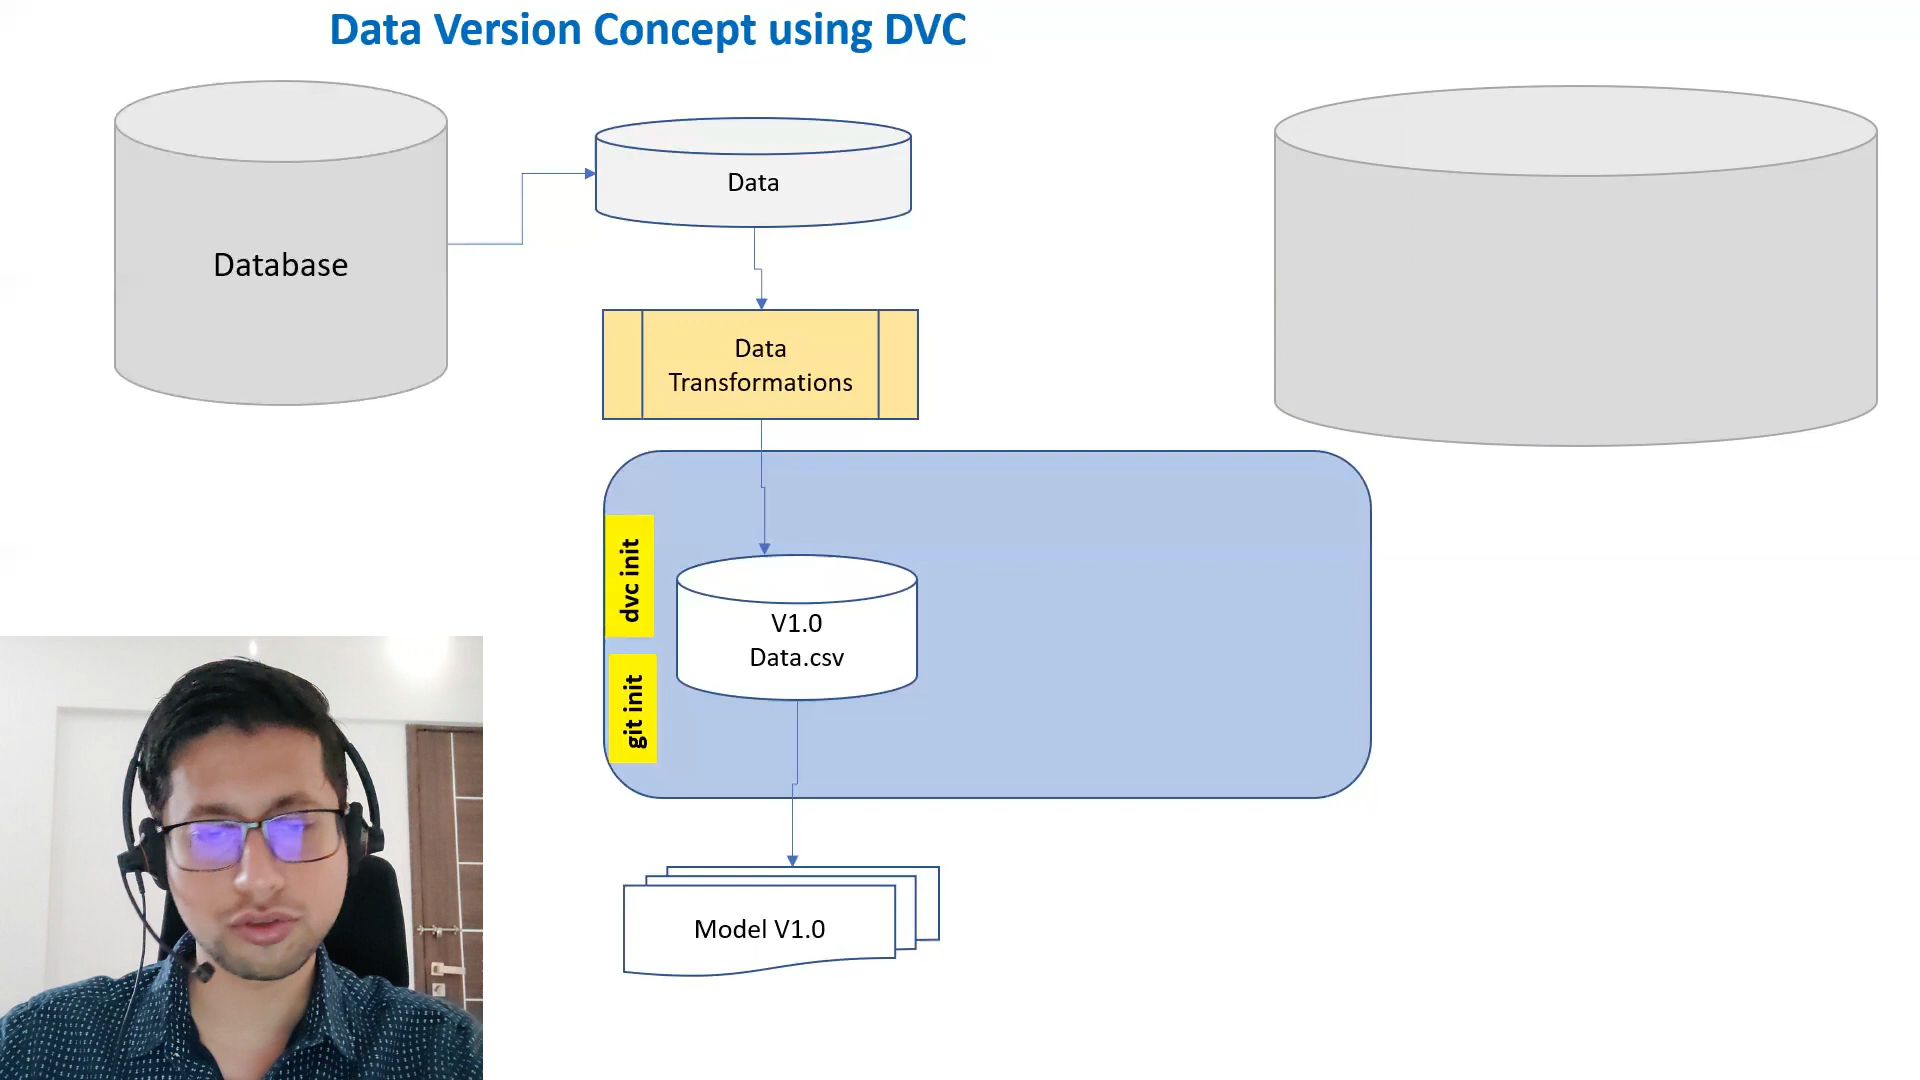 Data Version Concept using DVC
Database
Data
Data
Transformations
dvc init
git init
V1.0
Data.csv
Model V1.0